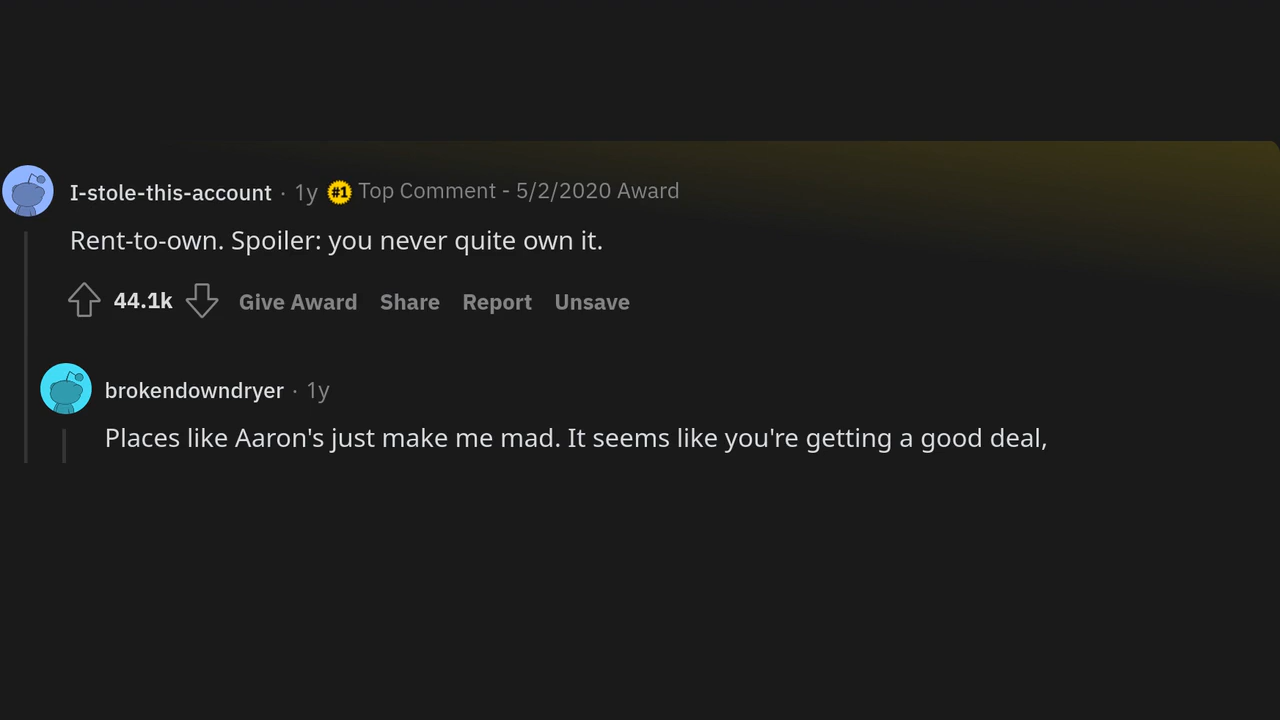 I-stole-this-account · 1y #1 Top Comment - 5/2/2020 Award
Rent-to-own. Spoiler: you never quite own it.
44.1k Give Award Share Report Unsave
brokendowndryer · 1y
Places like Aaron's just make me mad. It seems like you're getting a good deal,